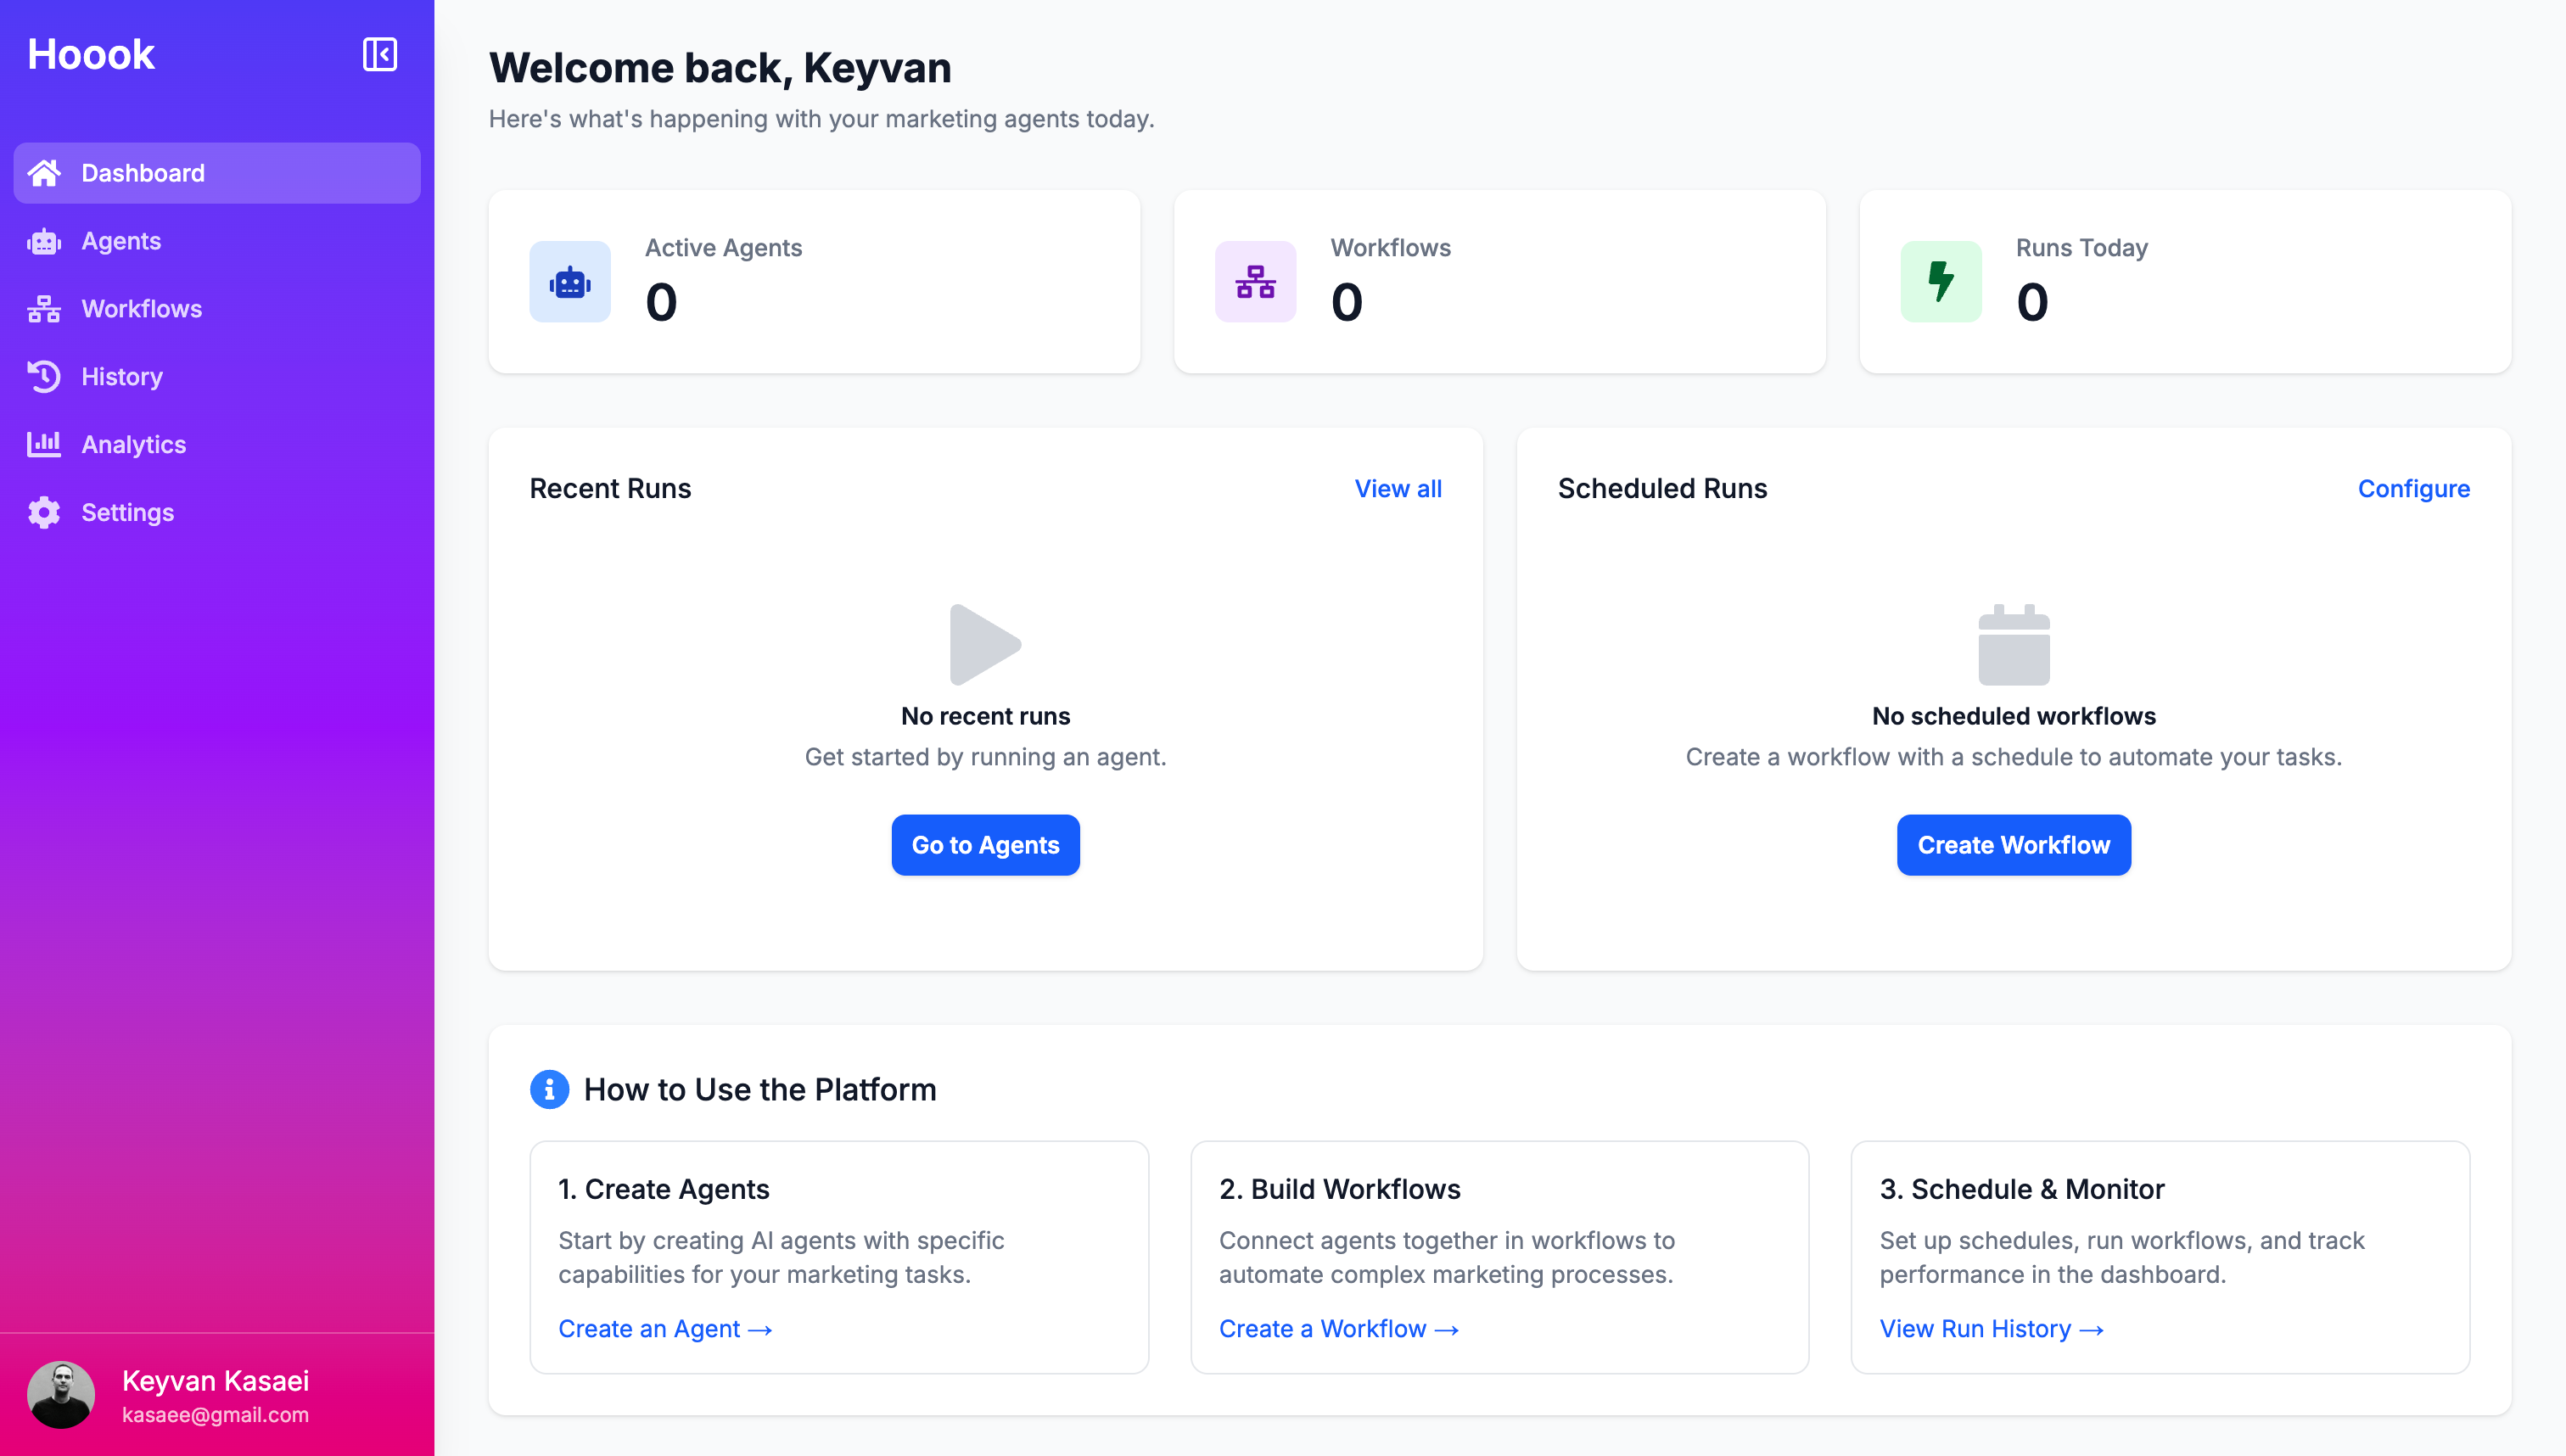 Hoook
Dashboard
Agents
Workflows
History
Analytics
Settings
Keyvan Kasaei
kasaee@gmail.com
Welcome back, Keyvan
Here's what's happening with your marketing agents today.
Active Agents
0
Workflows
0
Runs Today
0
Recent Runs
View all
No recent runs
Get started by running an agent.
Go to Agents
Scheduled Runs
Configure
No scheduled workflows
Create a workflow with a schedule to automate your tasks.
Create Workflow
How to Use the Platform
1. Create Agents
Start by creating AI agents with specific
capabilities for your marketing tasks.
Create an Agent →
2. Build Workflows
Connect agents together in workflows to
automate complex marketing processes.
Create a Workflow →
3. Schedule & Monitor
Set up schedules, run workflows, and track
performance in the dashboard.
View Run History →